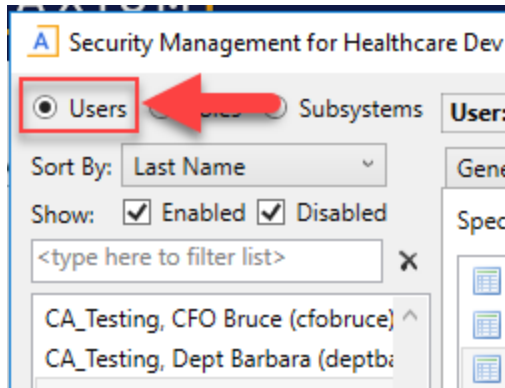 A Security Management for Healthcare Dev
Users Subsystems User:
Sort By: Last Name Gene
Show: Enabled Disabled Spec
<type here to filter list>
CA_Testing, CFO Bruce (cfobruce)
CA_Testing, Dept Barbara (deptba